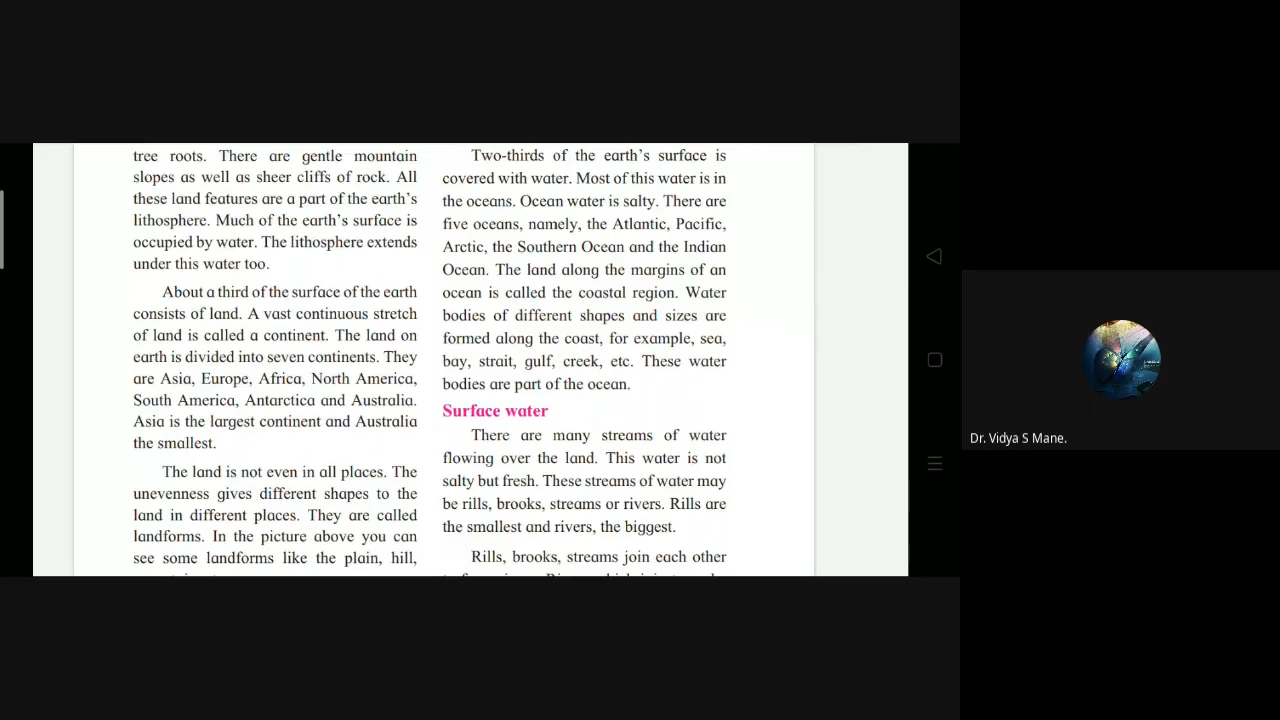 tree roots. There are gentle mountain
slopes as well as sheer cliffs of rock. All
these land features are a part of the earth's
lithosphere. Much of the earth's surface is
occupied by water. The lithosphere extends
under this water too.
About a third of the surface of the earth
consists of land. A vast continuous stretch
of land is called a continent. The land on
earth is divided into seven continents. They
are Asia, Europe, Africa, North America,
South America, Antarctica and Australia.
Asia is the largest continent and Australia
the smallest.
The land is not even in all places. The
unevenness gives different shapes to the
land in different places. They are called
landforms. In the picture above you can
see some landforms like the plain, hill,
Two-thirds of the earth's surface is
covered with water. Most of this water is in
the oceans. Ocean water is salty. There are
five oceans, namely, the Atlantic, Pacific,
Arctic, the Southern Ocean and the Indian
Ocean. The land along the margins of an
ocean is called the coastal region. Water
bodies of different shapes and sizes are
formed along the coast, for example, sea,
bay, strait, gulf, creek, etc. These water
bodies are part of the ocean.
Surface water
There are many streams of water
flowing over the land. This water is not
salty but fresh. These streams of water may
be rills, brooks, streams or rivers. Rills are
the smallest and rivers, the biggest.
Rills, brooks, streams join each other
Dr. Vidya S Mane.